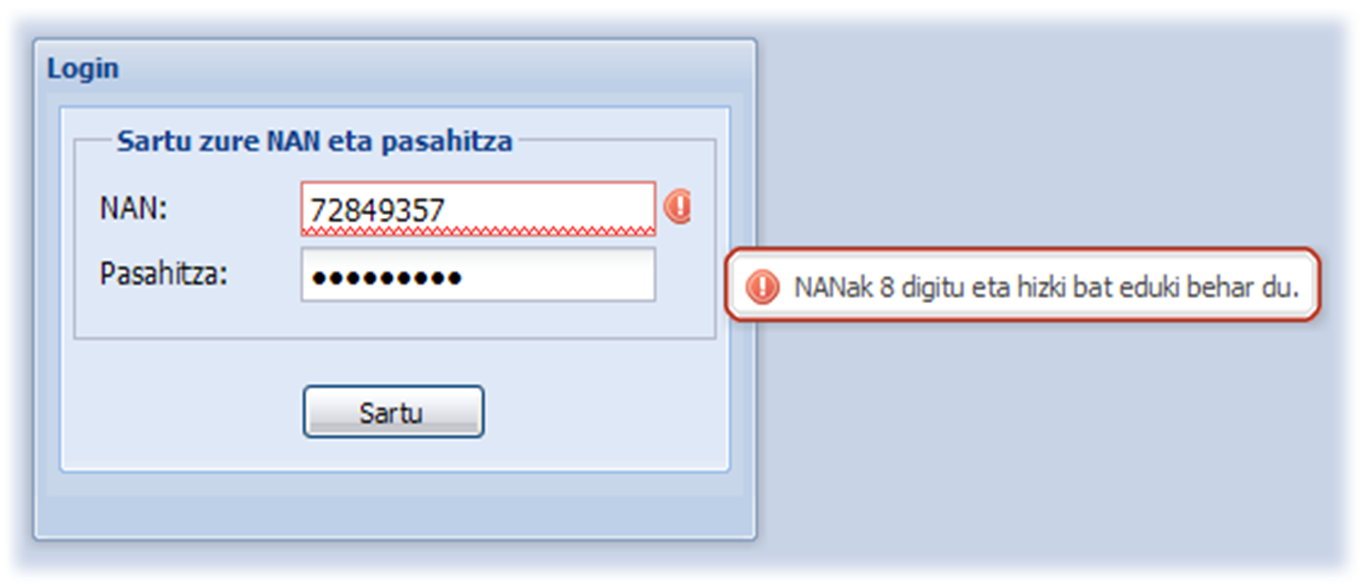 Login
Sartu zure NAN eta pasahitza
NAN: 72849357
Pasahitza: •••••••••
NANak 8 digitu eta hizki bat eduki behar du.
Sartu